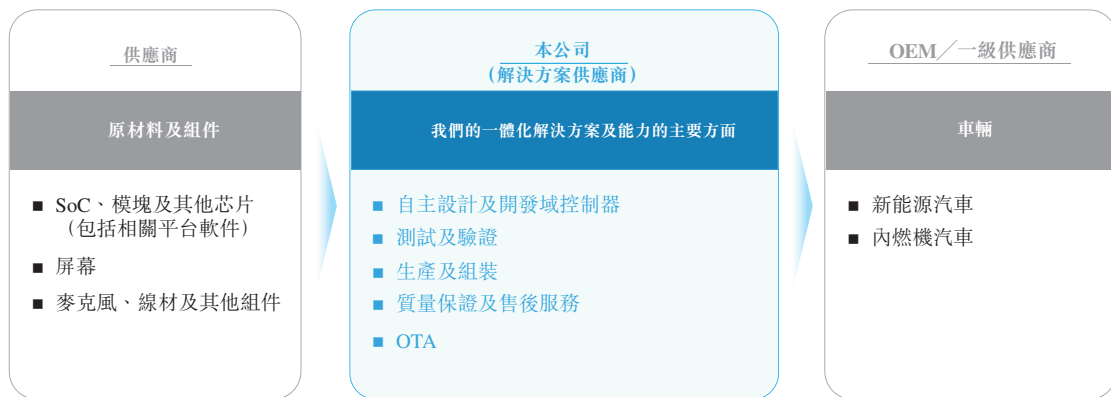 供應商
原材料及組件
■ SoC、模塊及其他芯片
（包括相關平台軟件）
■ 屏幕
■ 麥克風、線材及其他組件
本公司
（解決方案供應商）
我們的一體化解決方案及能力的主要方面
■ 自主設計及開發域控制器
■ 測試及驗證
■ 生產及組裝
■ 質量保證及售後服務
■ OTA
OEM／一級供應商
車輛
■ 新能源汽車
■ 內燃機汽車